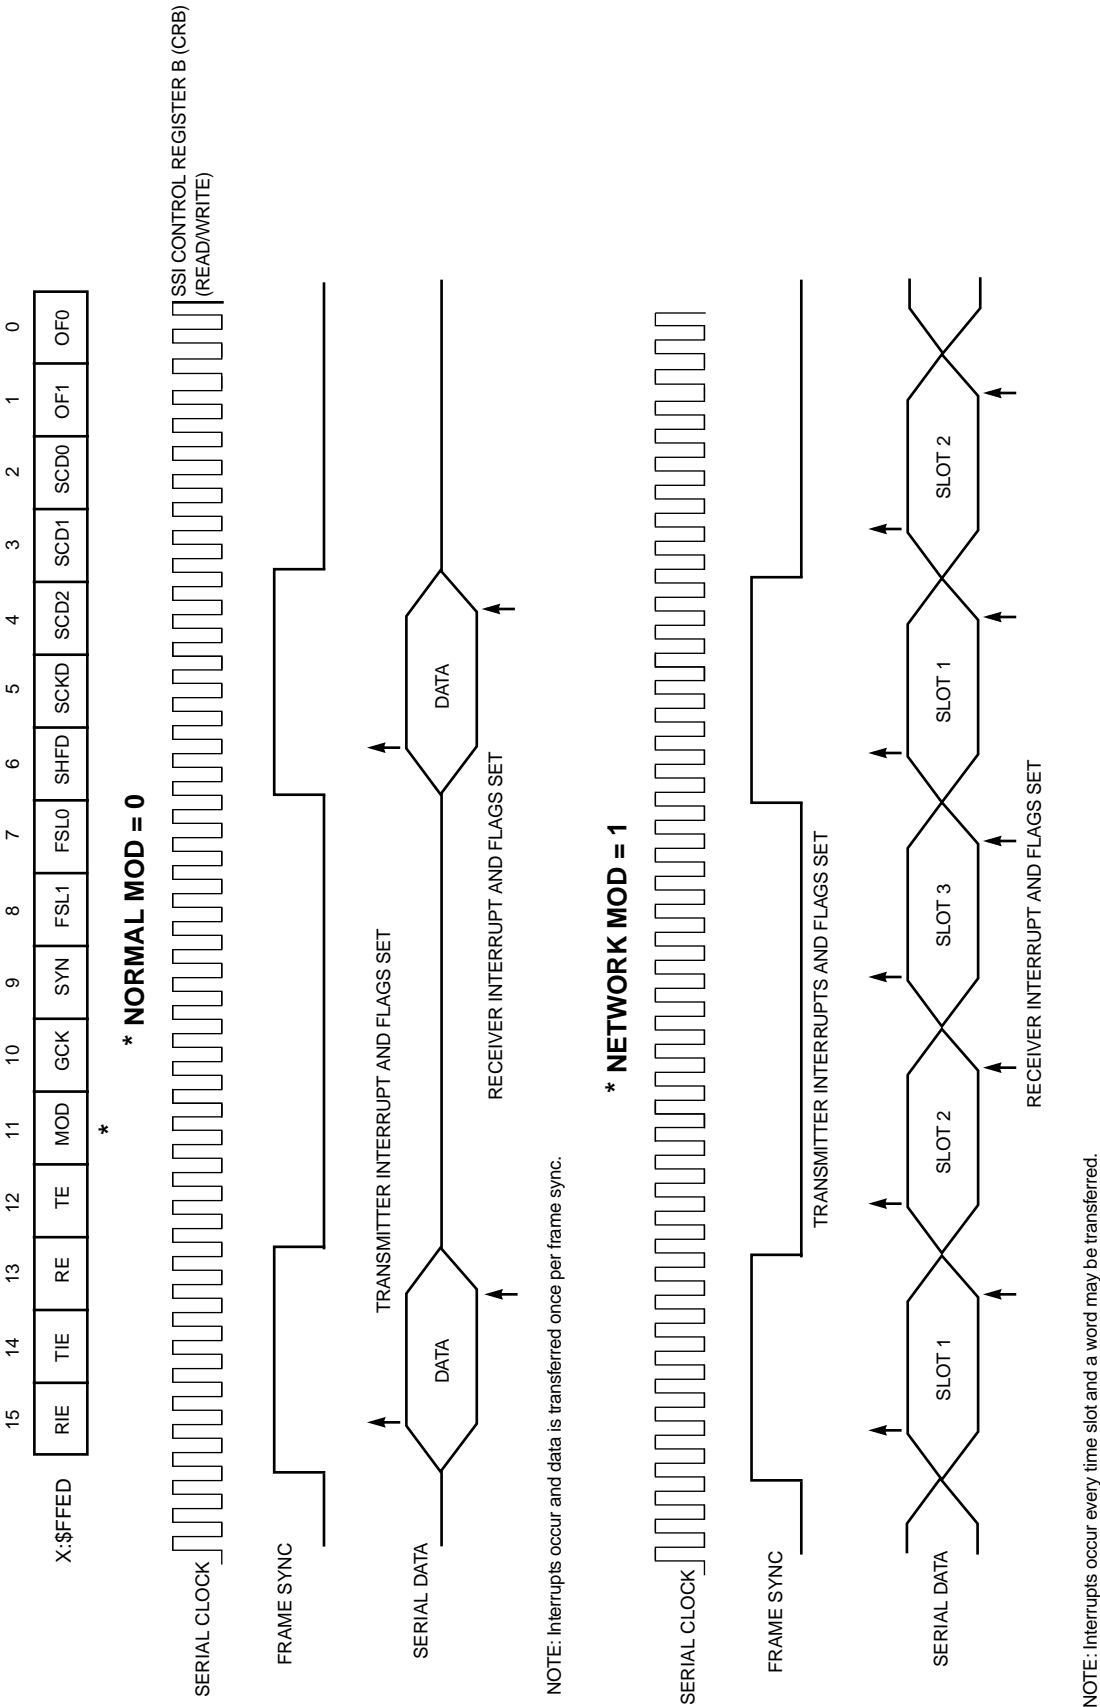 15 14 13 12 11 10 9 8 7 6 5 4 3 2 1 0
X:$FFED RIE TIE RE TE MOD GCK SYN FSL1 FSL0 SHFD SCKD SCD2 SCD1 SCD0 OF1 OF0
*
* NORMAL MOD = 0
SSI CONTROL REGISTER B (CRB)
(READ/WRITE)
SERIAL CLOCK
FRAME SYNC
TRANSMITTER INTERRUPT AND FLAGS SET
SERIAL DATA
DATA DATA
RECEIVER INTERRUPT AND FLAGS SET
NOTE: Interrupts occur and data is transferred once per frame sync.
* NETWORK MOD = 1
SERIAL CLOCK
FRAME SYNC
TRANSMITTER INTERRUPTS AND FLAGS SET
SERIAL DATA
SLOT 1 SLOT 2 SLOT 3 SLOT 1 SLOT 2
RECEIVER INTERRUPT AND FLAGS SET
NOTE: Interrupts occur every time slot and a word may be transferred.